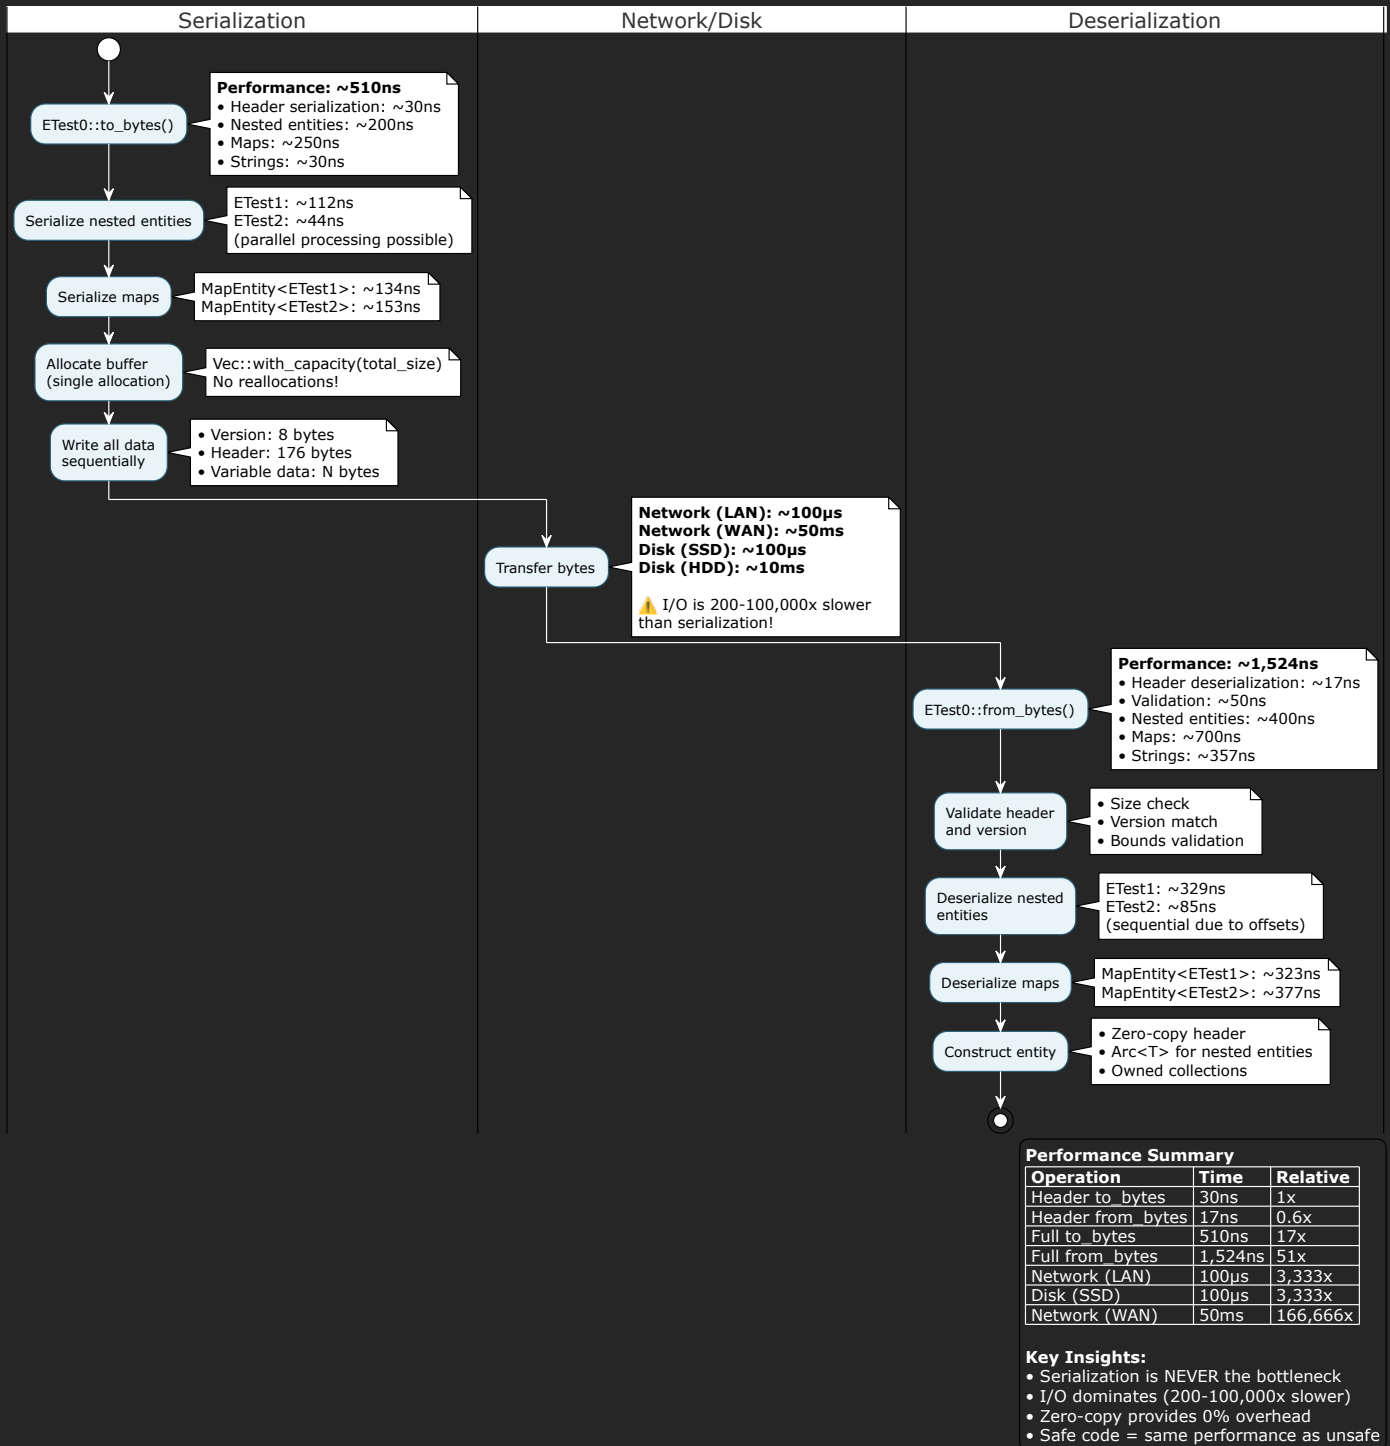 Serialization
Network/Disk
Deserialization
ETest0::to_bytes()
Performance: ~510ns
• Header serialization: ~30ns
• Nested entities: ~200ns
• Maps: ~250ns
• Strings: ~30ns
Serialize nested entities
ETest1: ~112ns
ETest2: ~44ns
(parallel processing possible)
Serialize maps
MapEntity<ETest1>: ~134ns
MapEntity<ETest2>: ~153ns
Allocate buffer
(single allocation)
Vec::with_capacity(total_size)
No reallocations!
Write all data
sequentially
• Version: 8 bytes
• Header: 176 bytes
• Variable data: N bytes
Transfer bytes
Network (LAN): ~100µs
Network (WAN): ~50ms
Disk (SSD): ~100µs
Disk (HDD): ~10ms
⚠️ I/O is 200-100,000x slower
than serialization!
ETest0::from_bytes()
Performance: ~1,524ns
• Header deserialization: ~17ns
• Validation: ~50ns
• Nested entities: ~400ns
• Maps: ~700ns
• Strings: ~357ns
Validate header
and version
• Size check
• Version match
• Bounds validation
Deserialize nested
entities
ETest1: ~329ns
ETest2: ~85ns
(sequential due to offsets)
Deserialize maps
MapEntity<ETest1>: ~323ns
MapEntity<ETest2>: ~377ns
Construct entity
• Zero-copy header
• Arc<T> for nested entities
• Owned collections
Performance Summary
Operation Time Relative
Header to_bytes 30ns 1x
Header from_bytes 17ns 0.6x
Full to_bytes 510ns 17x
Full from_bytes 1,524ns 51x
Network (LAN) 100µs 3,333x
Disk (SSD) 100µs 3,333x
Network (WAN) 50ms 166,666x
Key Insights:
• Serialization is NEVER the bottleneck
• I/O dominates (200-100,000x slower)
• Zero-copy provides 0% overhead
• Safe code = same performance as unsafe